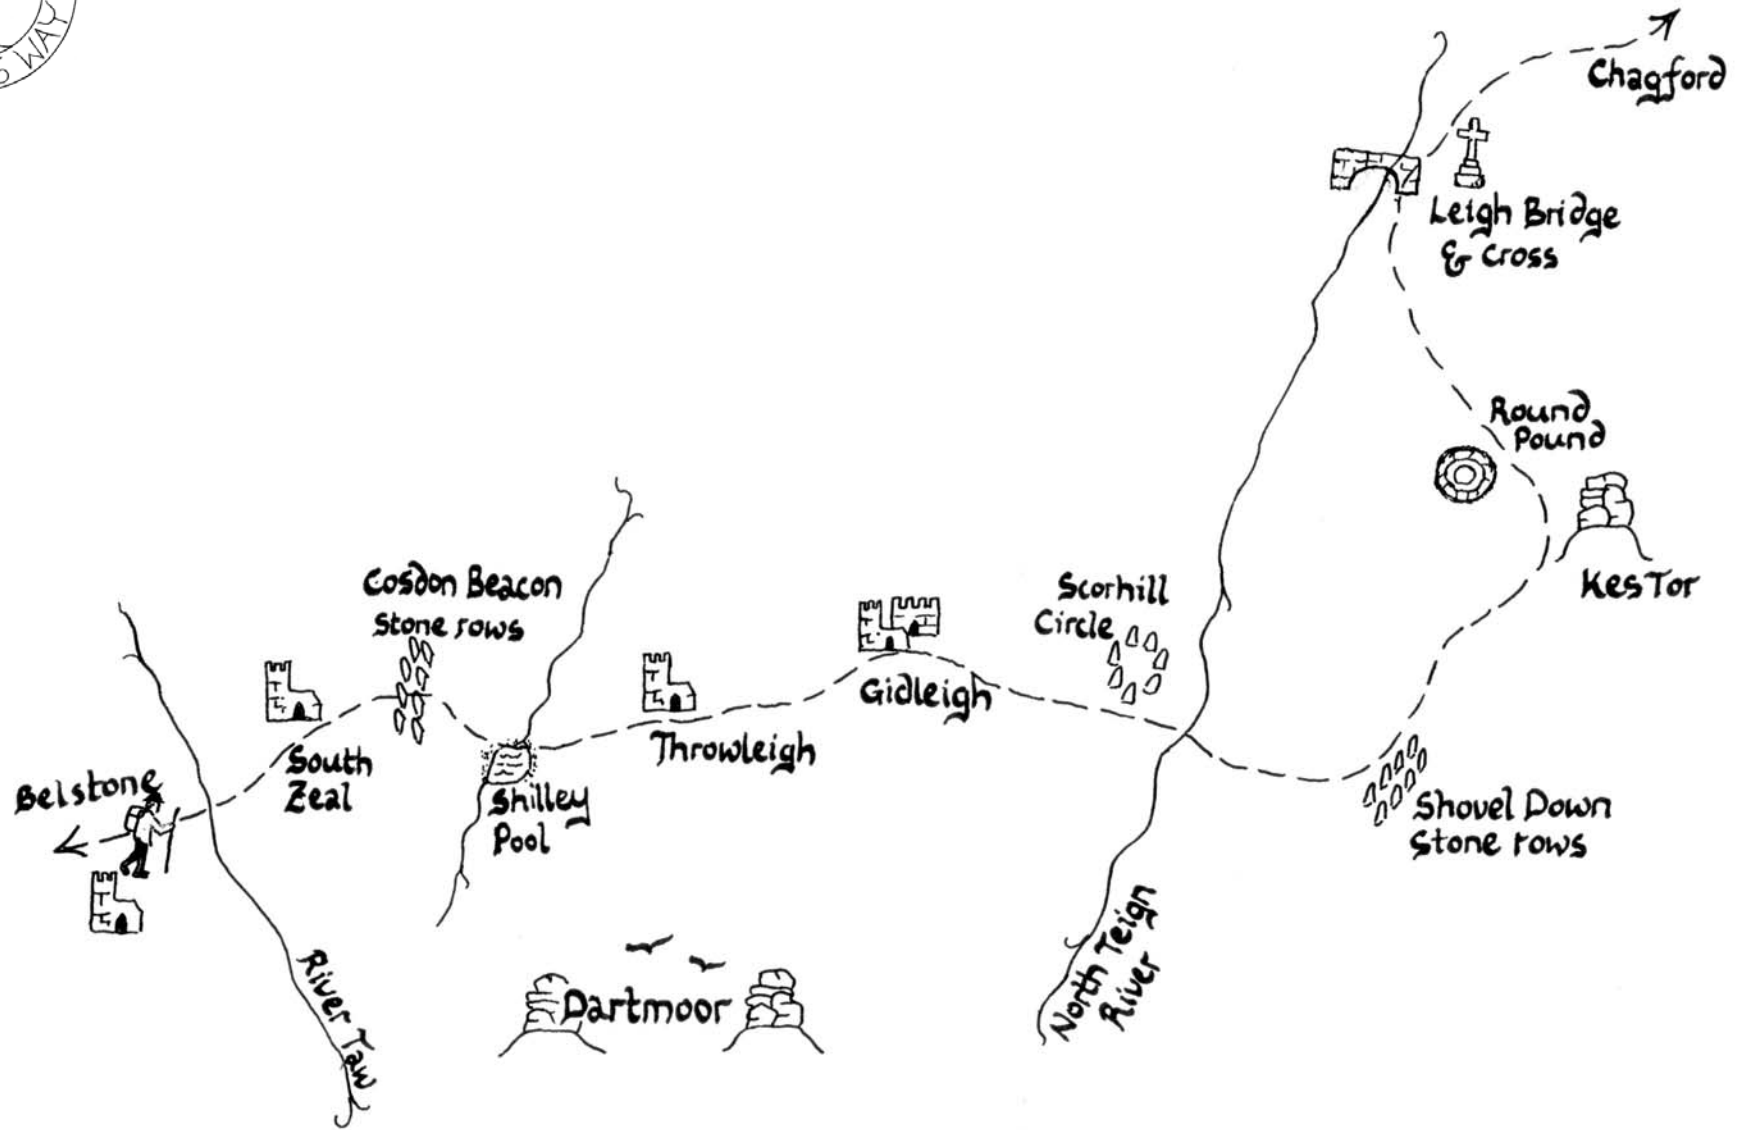 Chagford
Leigh Bridge
& Cross
Round
Pound
Kes Tor
Cosdon Beacon
Stone rows
Scorhill
Circle
Gidleigh
Throwleigh
South
Zeal
Belstone
Shilley
Pool
Shovel Down
Stone rows
North Teign
River
River Taw
Dartmoor